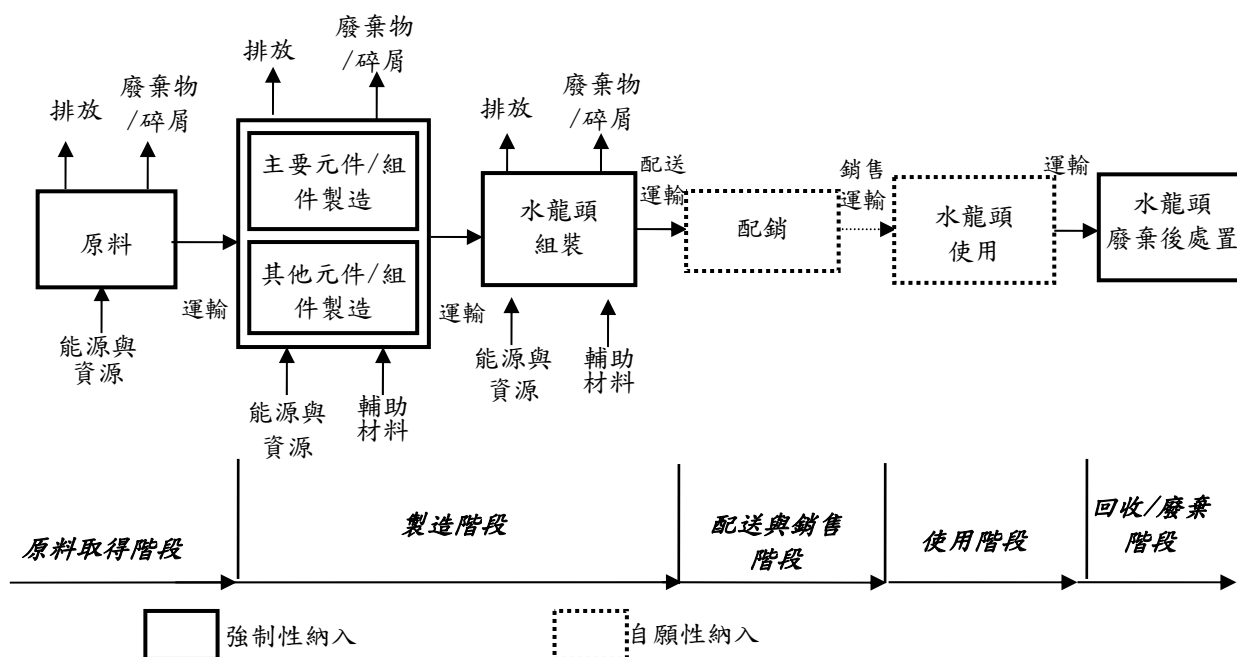 排放
廢棄物
/碎屑
原料
能源與
資源
運輸
排放
廢棄物
/碎屑
主要元件/組
件製造
其他元件/組
件製造
能源與
資源
輔助
材料
運輸
排放
廢棄物
/碎屑
水龍頭
組裝
能源與
資源
輔助
材料
配送
運輸
配銷
銷售
運輸
水龍頭
使用
運輸
水龍頭
廢棄後處置
原料取得階段
製造階段
配送與銷售
階段
使用階段
回收/廢棄
階段
強制性納入
自願性納入